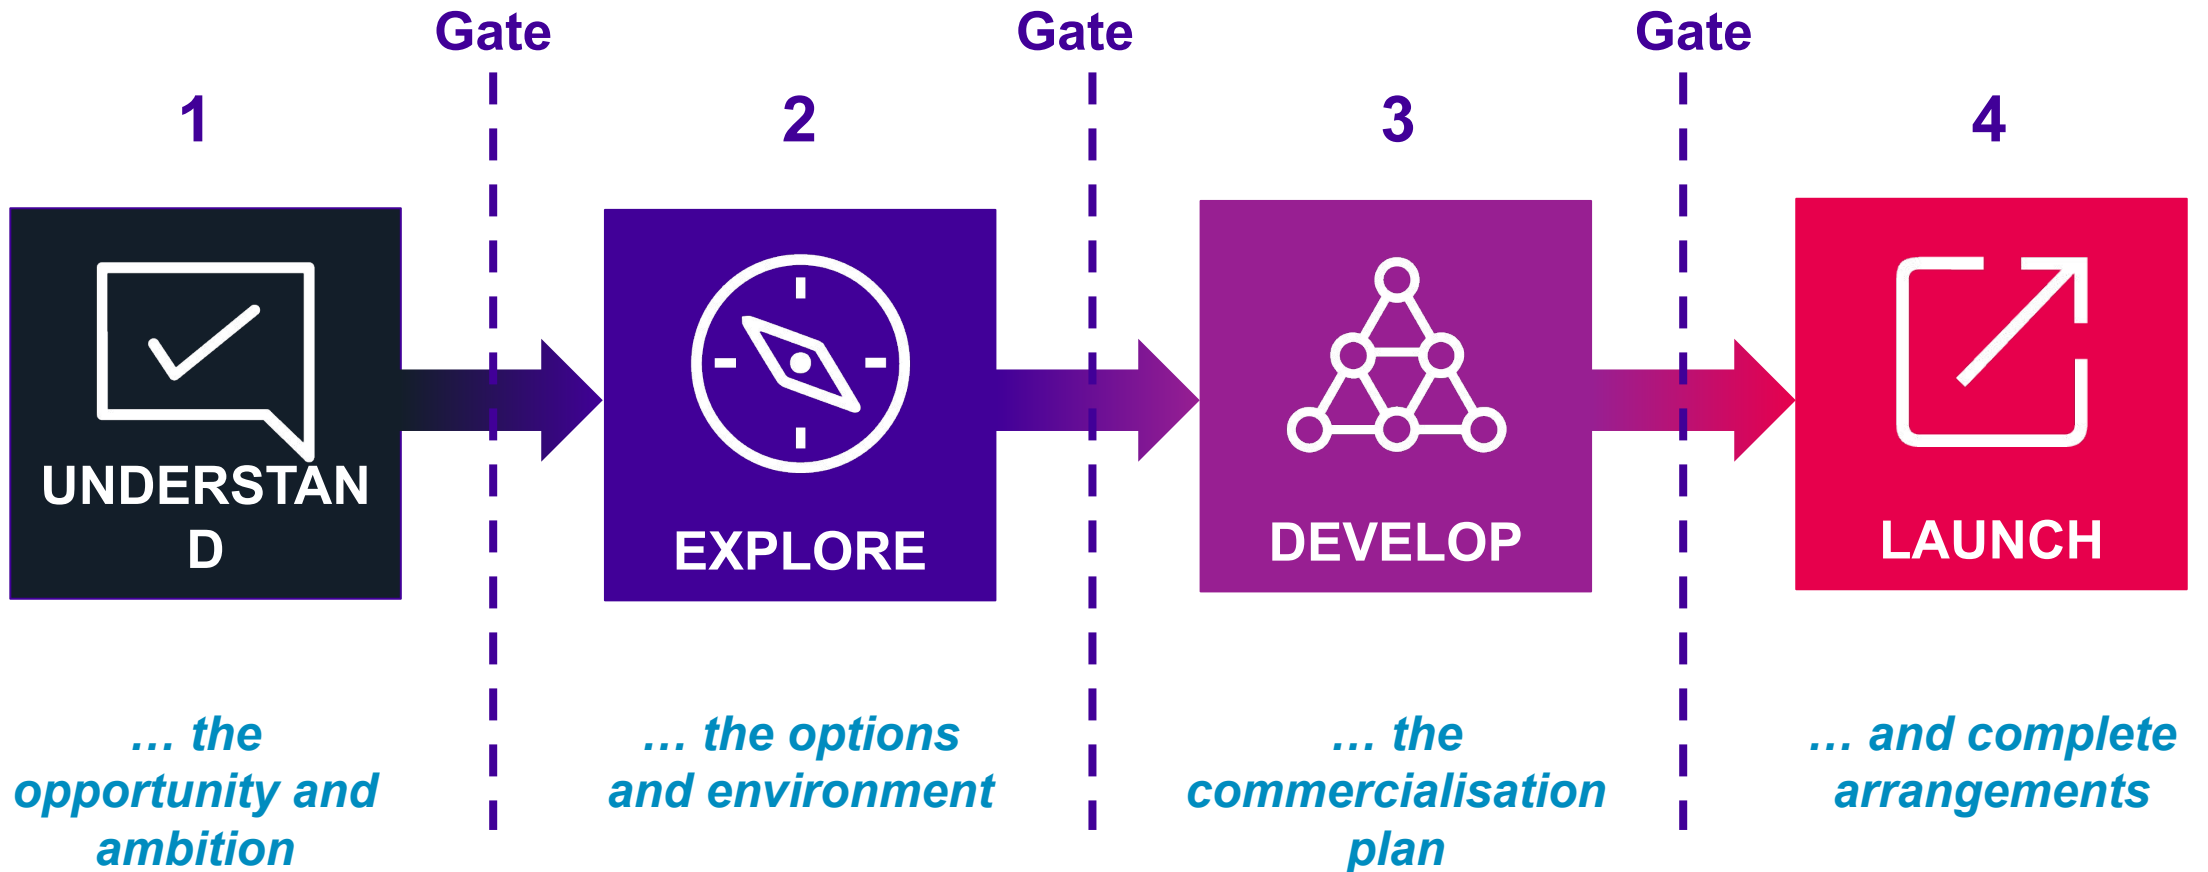 Gate
Gate
Gate
1
2
3
4
UNDERSTAN
D
EXPLORE
DEVELOP
LAUNCH
… the
opportunity and
ambition
… the options
and environment
… the
commercialisation
plan
… and complete
arrangements